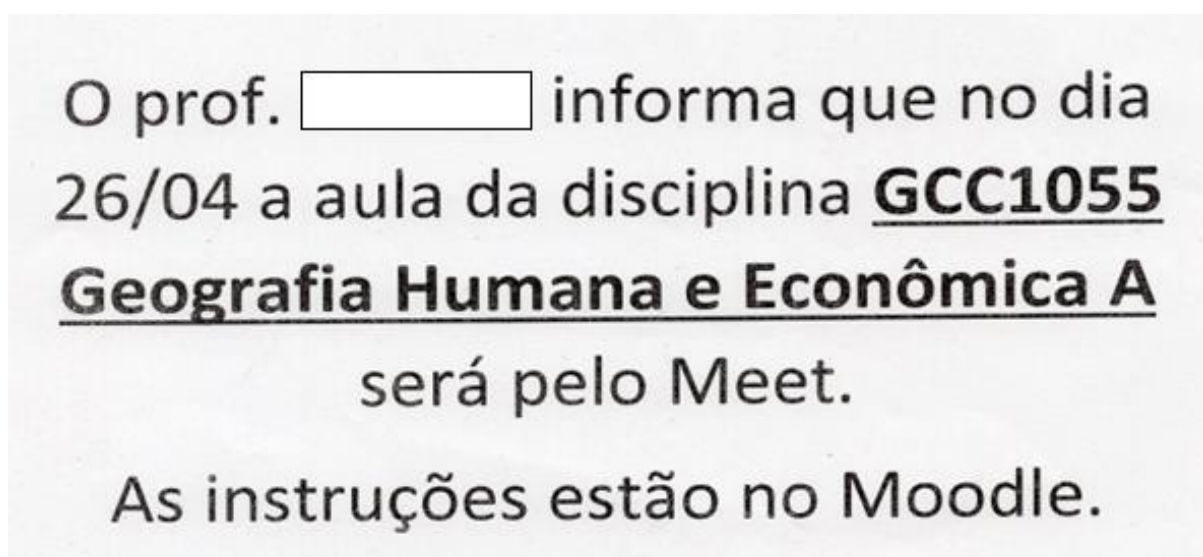 O prof. informa que no dia
26/04 a aula da disciplina GCC1055
Geografia Humana e Econômica A
será pelo Meet.
As instruções estão no Moodle.